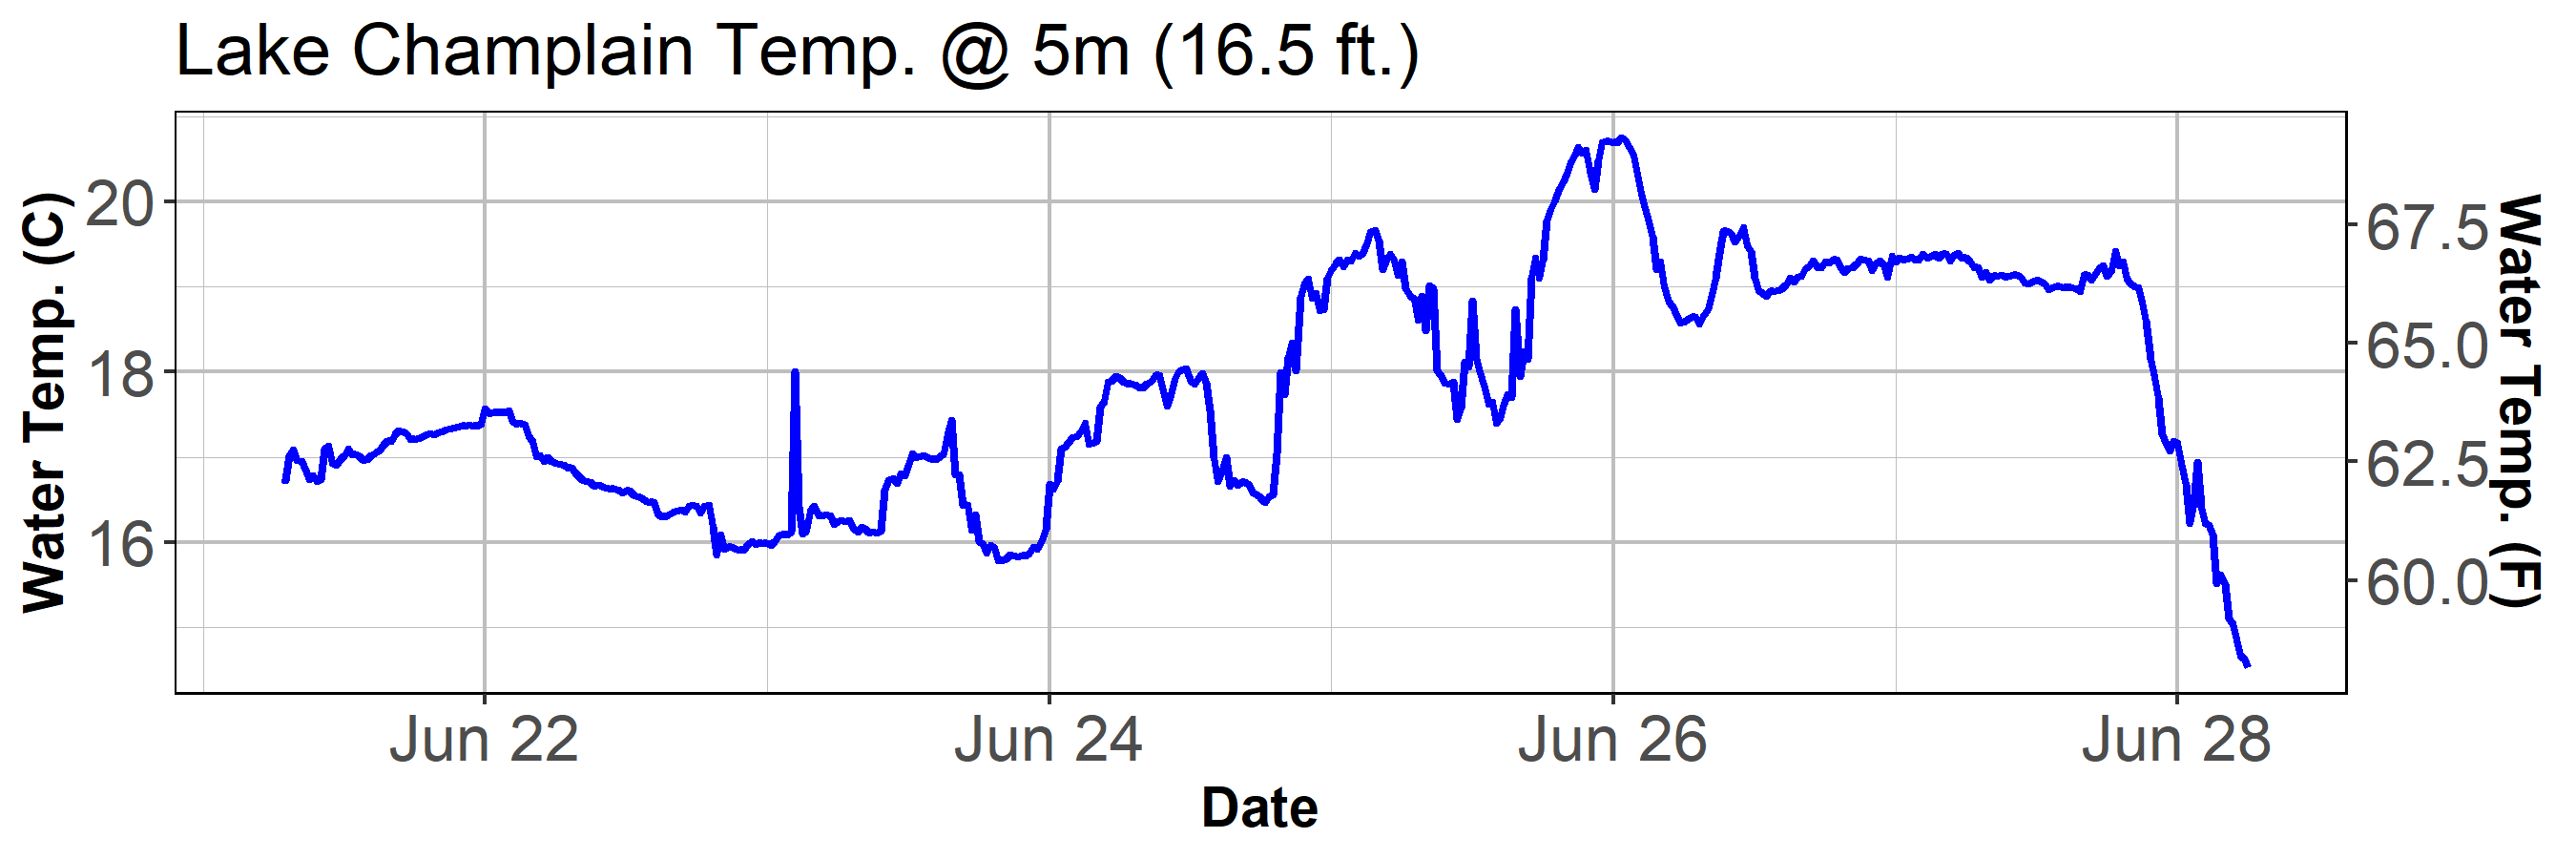 Lake Champlain Temp. @ 5m (16.5 ft.)
Water Temp. (C)
20
18
16
67.5
65.0
62.5
60.0
Water Temp. (F)
Jun 22
Jun 24
Jun 26
Jun 28
Date